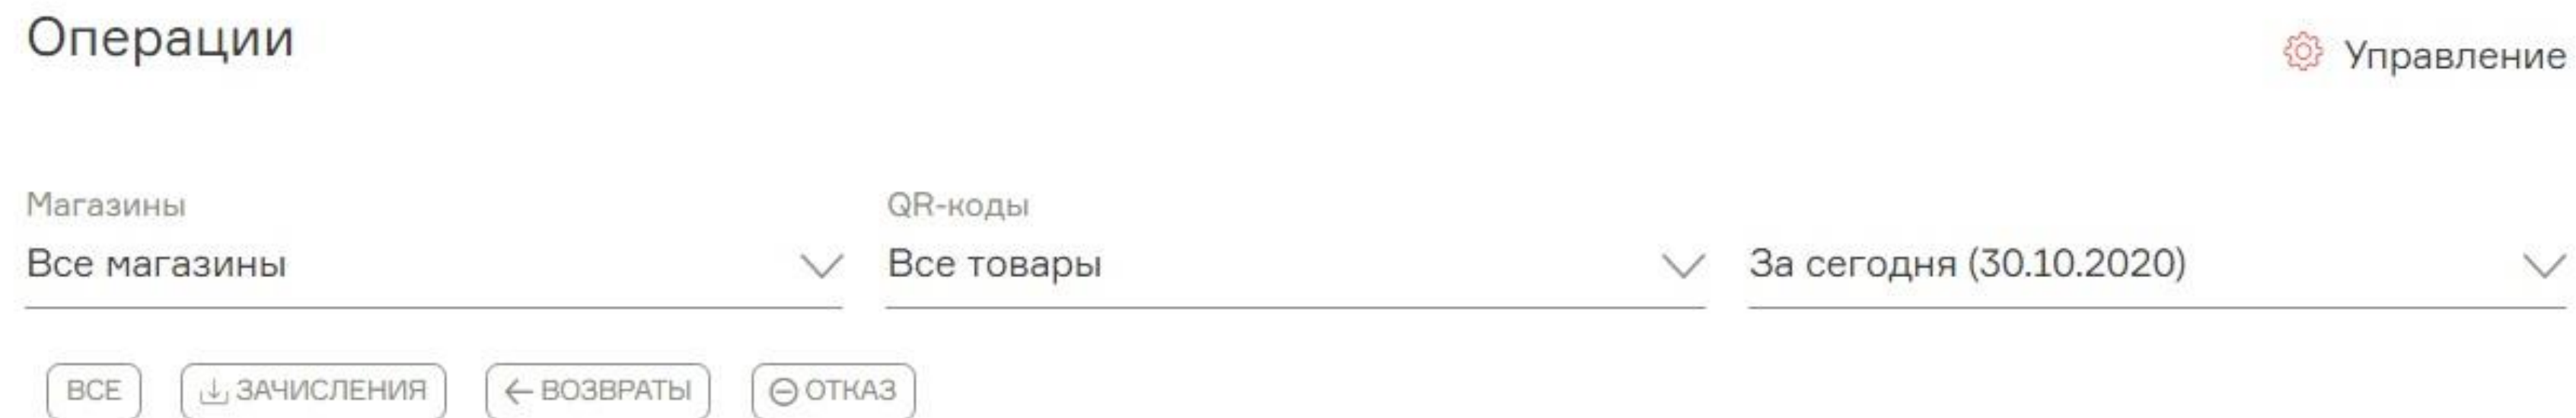 Операции
Управление
Магазины
QR-коды
Все магазины
Все товары
За сегодня (30.10.2020)
ВСЕ
ЗАЧИСЛЕНИЯ
ВОЗВРАТЫ
ОТКАЗ